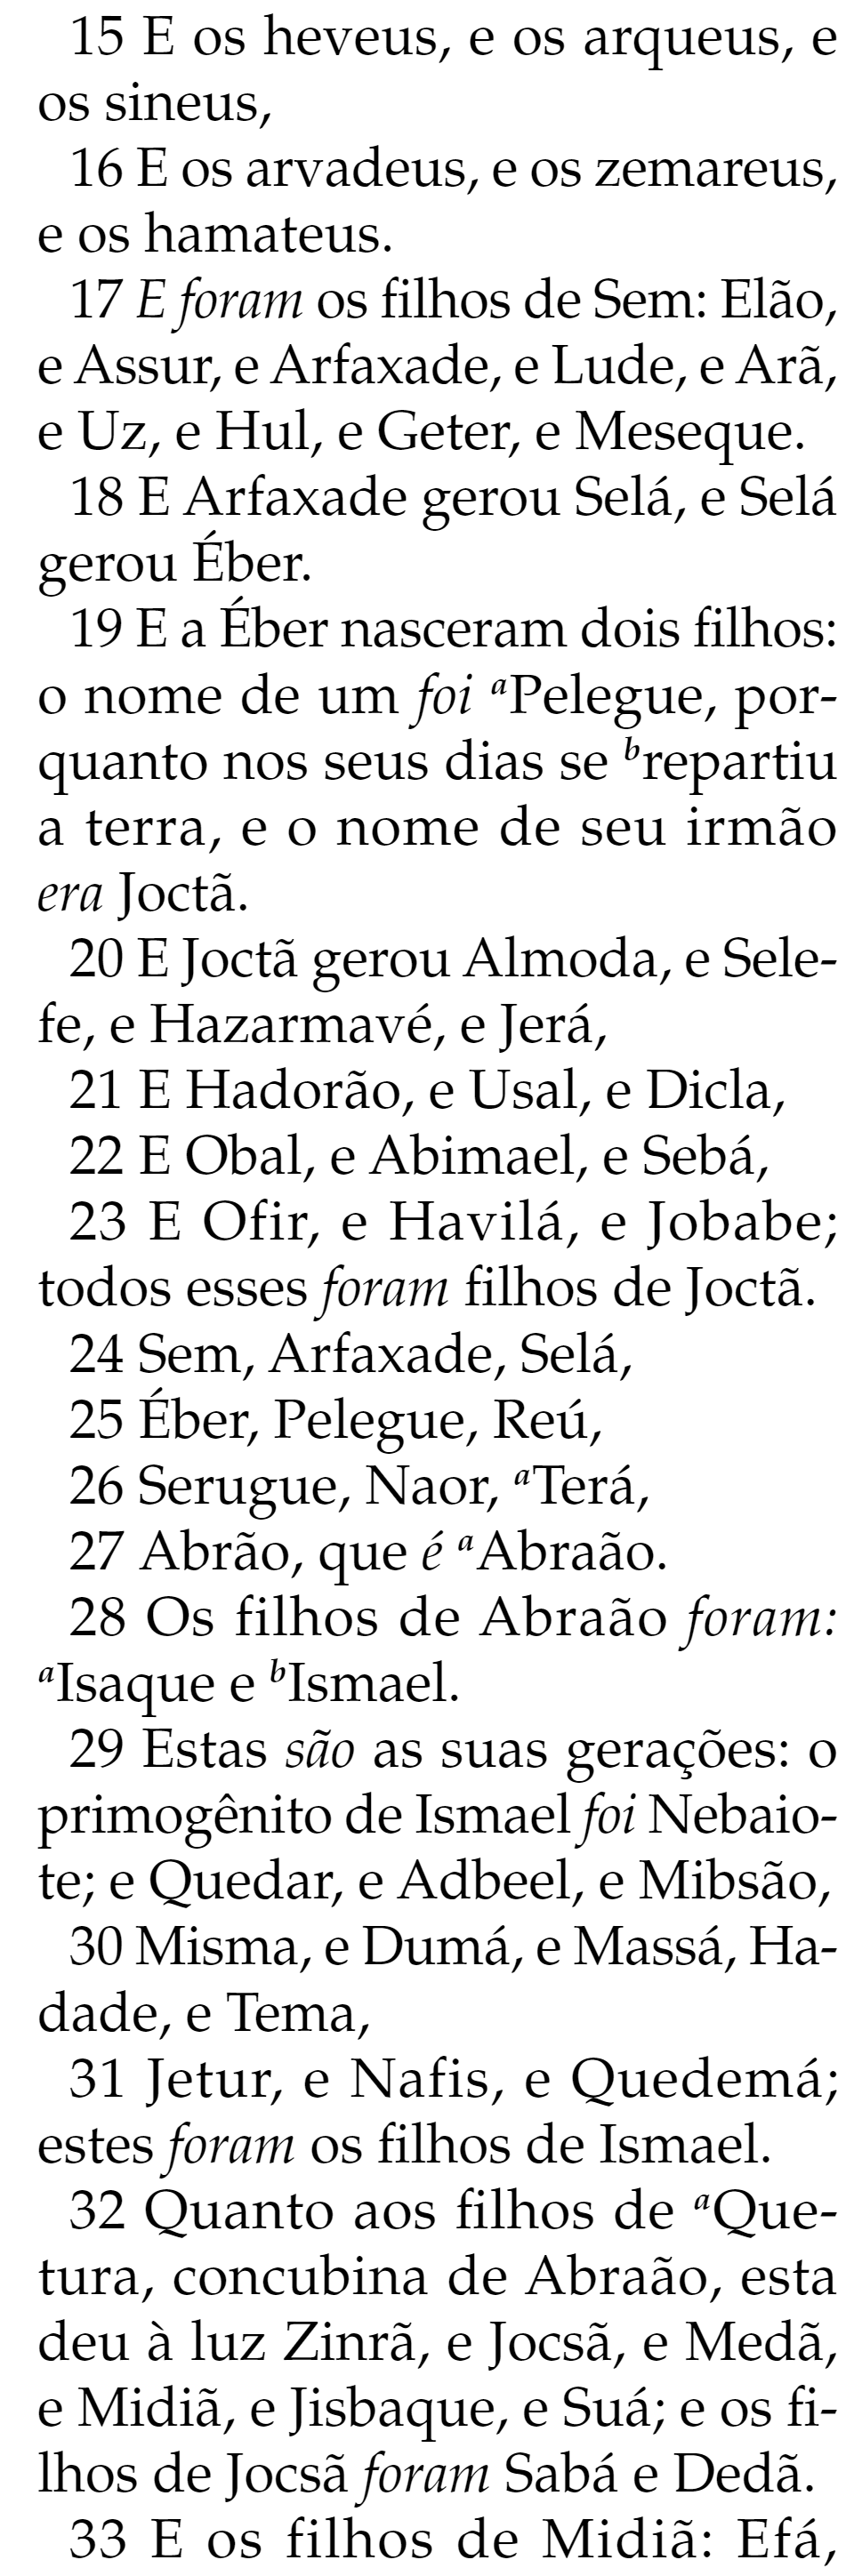 15 E os heveus, e os arqueus, e
os sineus,
16 E os arvadeus, e os zemareus,
e os hamateus.
17 E foram os filhos de Sem: Elão,
e Assur, e Arfaxade, e Lude, e Arã,
e Uz, e Hul, e Geter, e Meseque.
18 E Arfaxade gerou Selá, e Selá
gerou Éber.
19 E a Éber nasceram dois filhos:
o nome de um foi aPelegue, por-
quanto nos seus dias se brepartiu
a terra, e o nome de seu irmão
era Joctã.
20 E Joctã gerou Almoda, e Sele-
fe, e Hazarmavé, e Jerá,
21 E Hadorão, e Usal, e Dicla,
22 E Obal, e Abimael, e Sebá,
23 E Ofir, e Havilá, e Jobabe;
todos esses foram filhos de Joctã.
24 Sem, Arfaxade, Selá,
25 Éber, Pelegue, Reú,
26 Serugue, Naor, aTerá,
27 Abrão, que é aAbraão.
28 Os filhos de Abraão foram:
aIsaque e bIsmael.
29 Estas são as suas gerações: o
primogênito de Ismael foi Nebaio-
te; e Quedar, e Adbeel, e Mibsão,
30 Misma, e Dumá, e Massá, Ha-
dade, e Tema,
31 Jetur, e Nafis, e Quedemá;
estes foram os filhos de Ismael.
32 Quanto aos filhos de aQue-
tura, concubina de Abraão, esta
deu à luz Zinrã, e Jocsã, e Medã,
e Midiã, e Jisbaque, e Suá; e os fi-
lhos de Jocsã foram Sabá e Dedã.
33 E os filhos de Midiã: Efá,